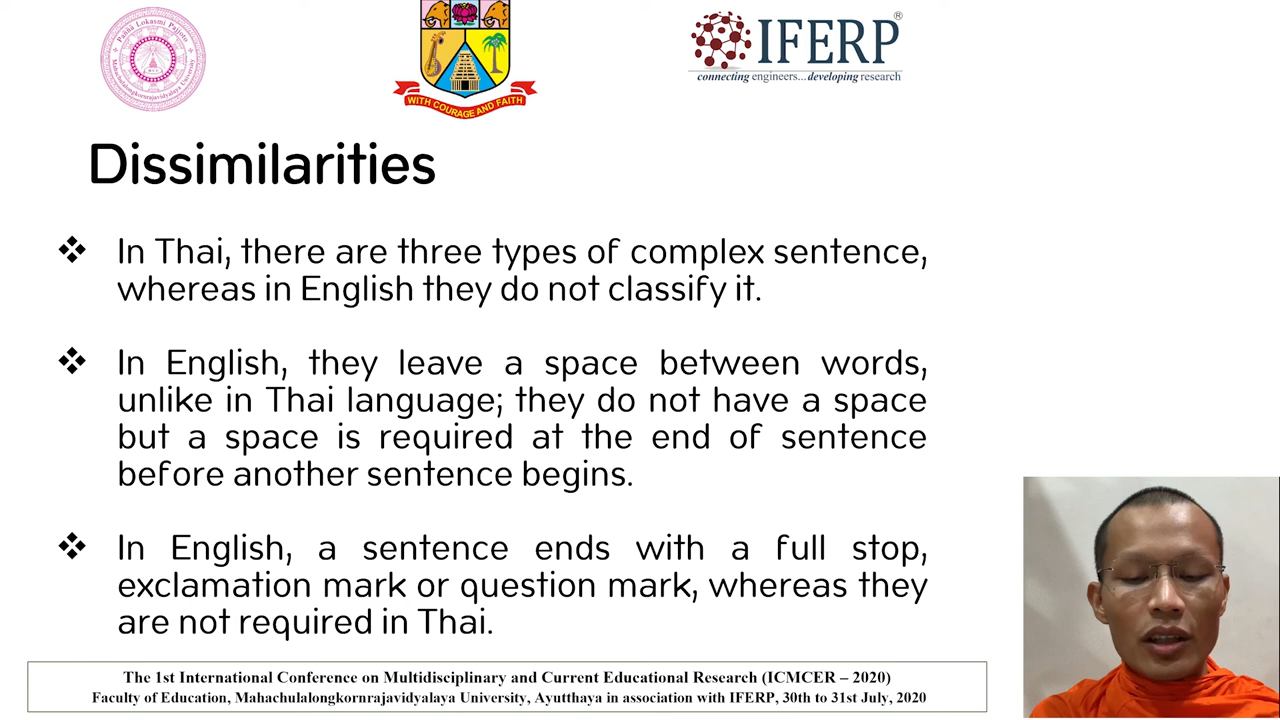 Pañña Lokasmi Pajjoto
Mahachulalongkornrajavidyalaya University
WITH COURAGE AND FAITH
IFERP®
connecting engineers...developing research
Dissimilarities
❖ In Thai, there are three types of complex sentence,
whereas in English they do not classify it.
❖ In English, they leave a space between words,
unlike in Thai language; they do not have a space
but a space is required at the end of sentence
before another sentence begins.
❖ In English, a sentence ends with a full stop,
exclamation mark or question mark, whereas they
are not required in Thai.
The 1st International Conference on Multidisciplinary and Current Educational Research (ICMCER – 2020)
Faculty of Education, Mahachulalongkornrajavidyalaya University, Ayutthaya in association with IFERP, 30th to 31st July, 2020